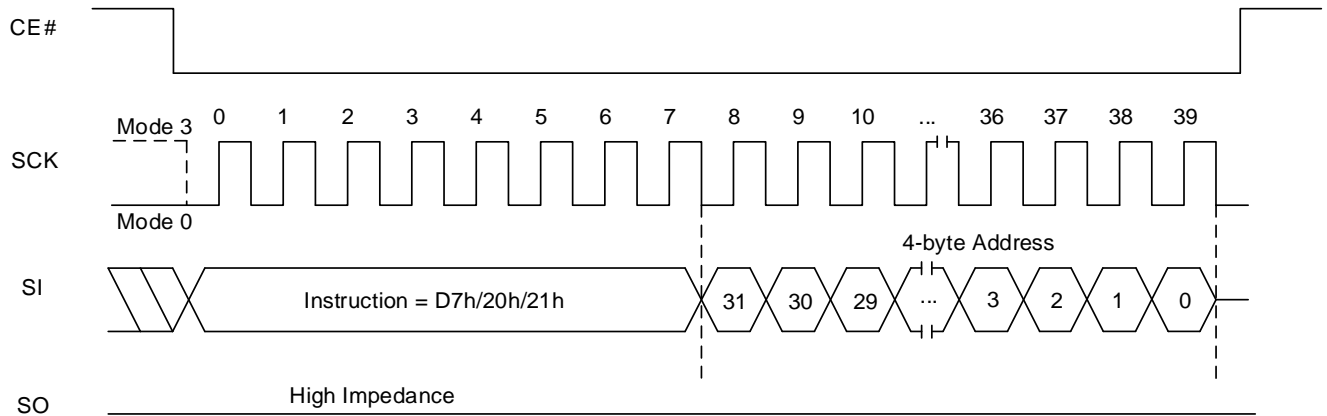 CE#
0 1 2 3 4 5 6 7 8 9 10 ... 36 37 38 39
Mode 3
SCK
Mode 0
4-byte Address
SI
Instruction = D7h/20h/21h 31 30 29 ... 3 2 1 0
High Impedance
SO